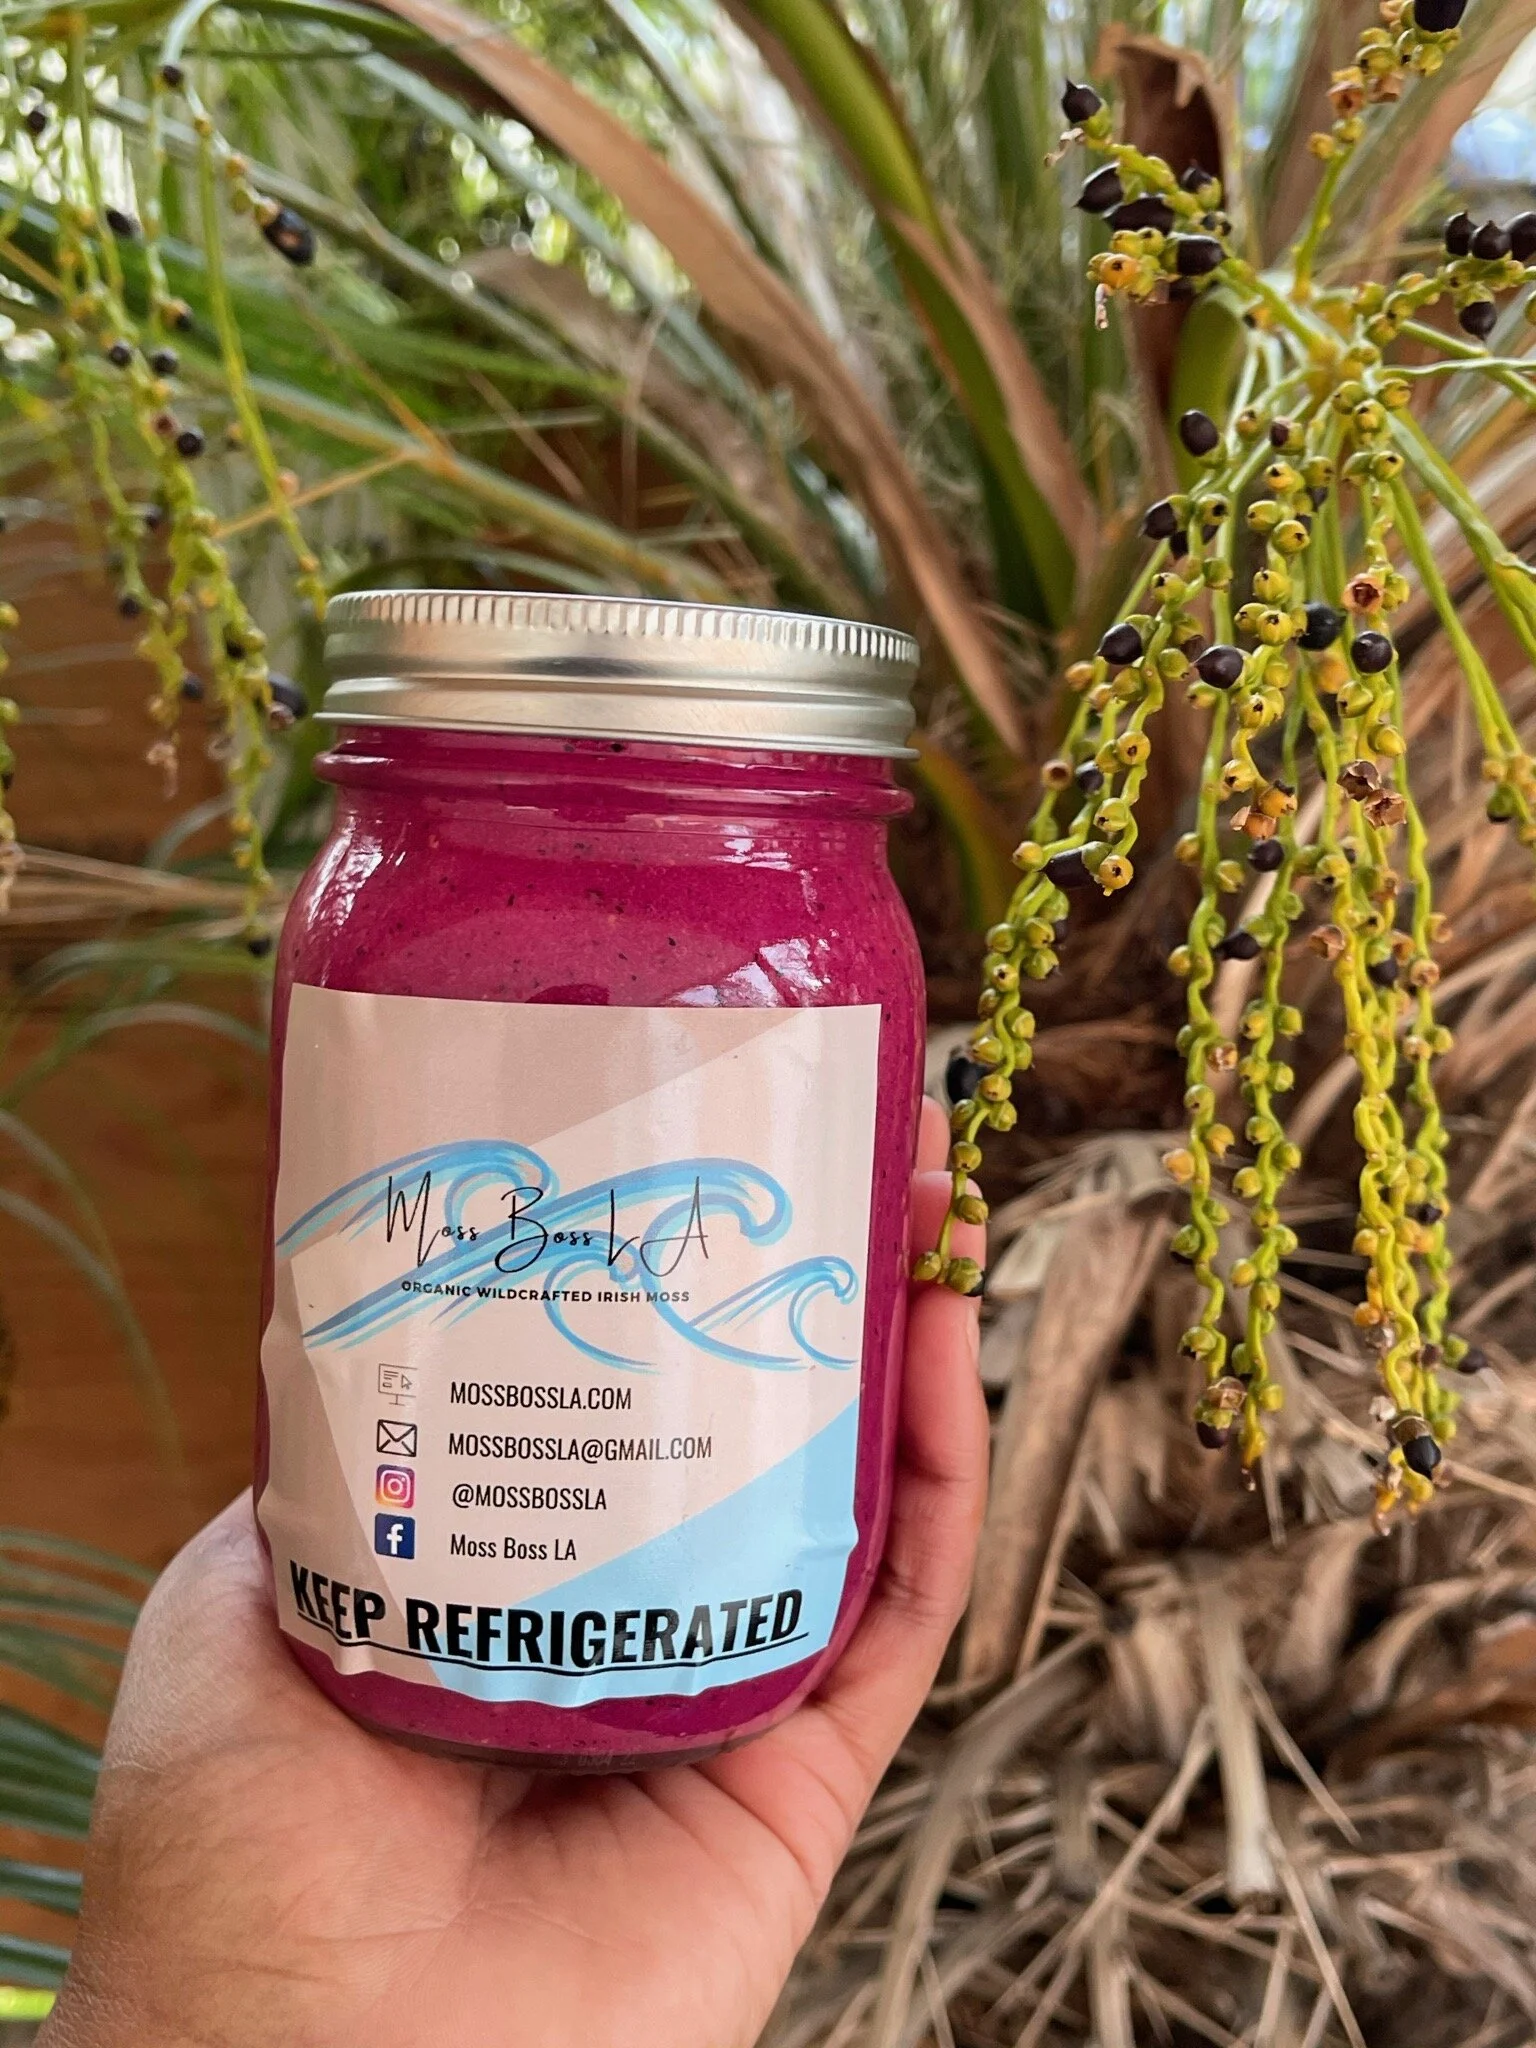 Moss Boss LA
ORGANIC WILDCRAFTED IRISH MOSS
MOSSBOSSLA.COM
MOSSBOSSLA@GMAIL.COM
@MOSSBOSSLA
Moss Boss LA
KEEP REFRIGERATED